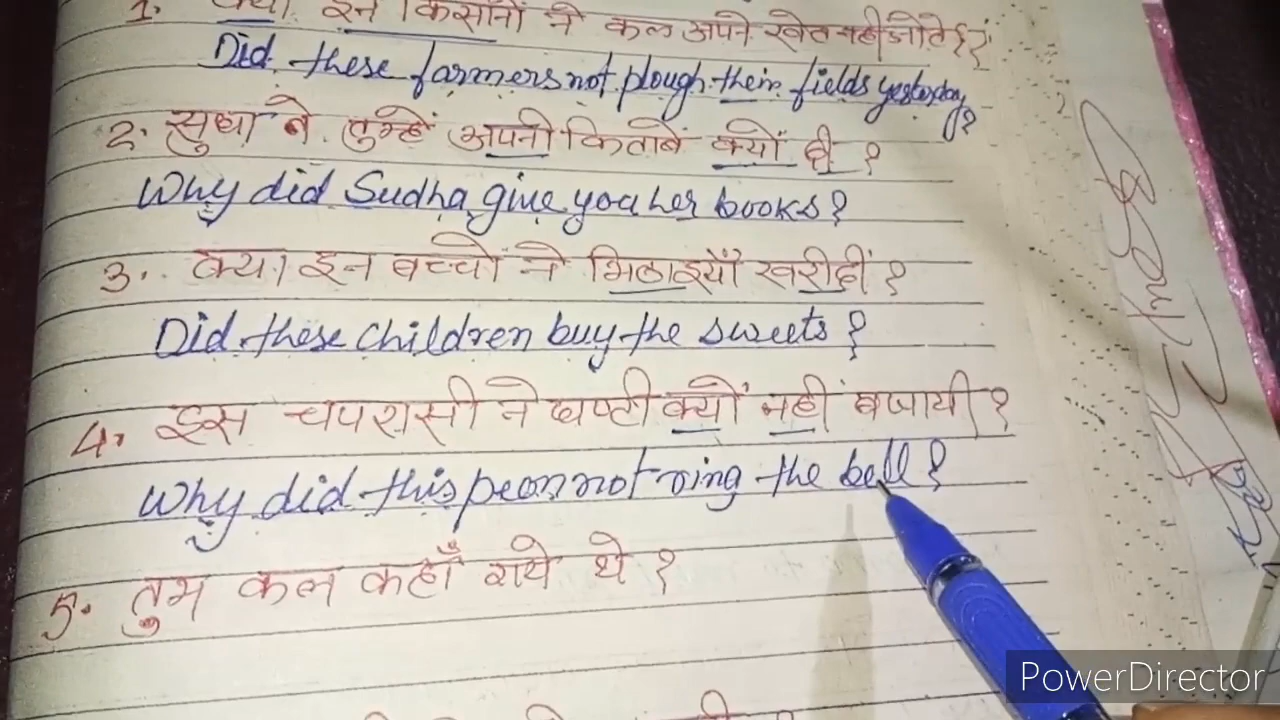 1. क्या इन किसानों ने कल अपने खेत नहीं जोते ?
Did these farmers not plough their fields yesterday?
2. सुधा ने तुम्हें अपनी किताबें क्यों दी ?
Why did Sudha give you her books?
3. क्या इन बच्चों ने मिठाइयाँ खरीदीं ?
Did these children buy the sweets?
4. इस चपरासी ने घण्टी क्यों नहीं बजायी ?
Why did this peon not ring the bell?
5. तुम कल कहाँ गये थे ?
PowerDirector